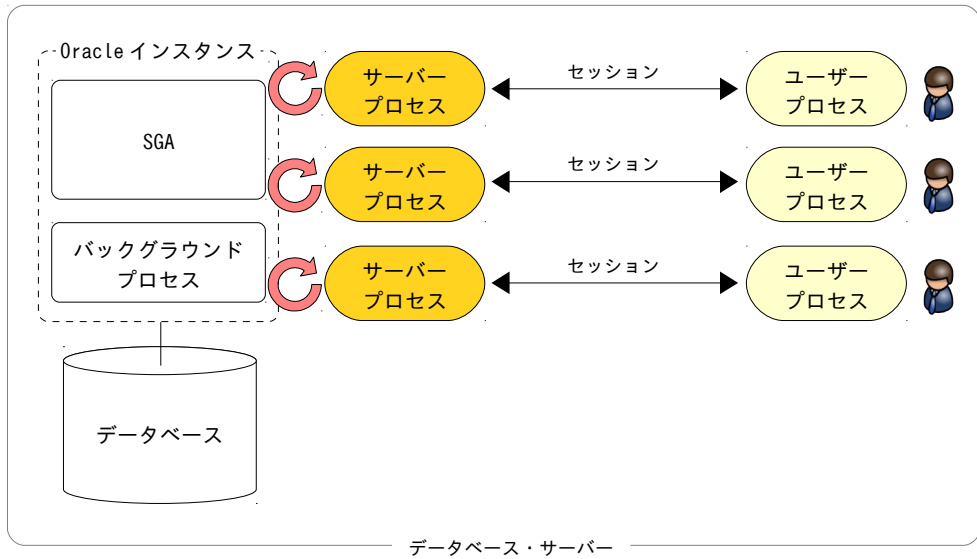 Oracle インスタンス
SGA
バックグラウンド
プロセス
データベース
サーバー
プロセス
セッション
ユーザー
プロセス
サーバー
プロセス
セッション
ユーザー
プロセス
サーバー
プロセス
セッション
ユーザー
プロセス
データベース・サーバー